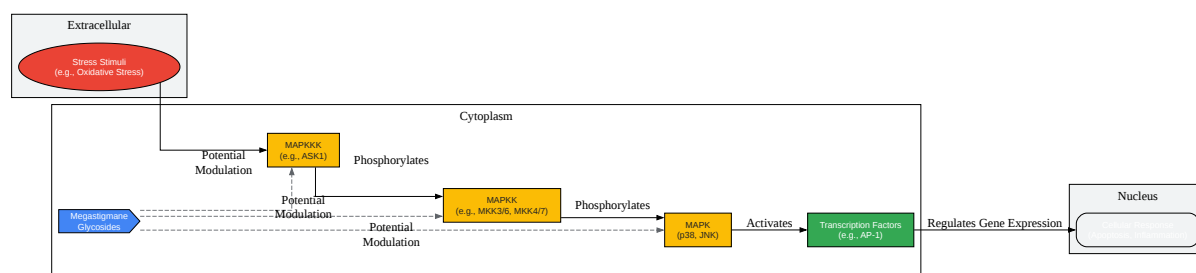 Extracellular
Stress Stimuli
(e.g., Oxidative Stress)
Cytoplasm
MAPKKK
(e.g., ASK1)
Potential
Modulation
Phosphorylates
Potential
Modulation
MAPKK
(e.g., MKK3/6, MKK4/7)
Phosphorylates
Megastigmane
Glycosides
Potential
Modulation
MAPK
(p38, JNK)
Activates
Transcription Factors
(e.g., AP-1)
Regulates Gene Expression
Nucleus